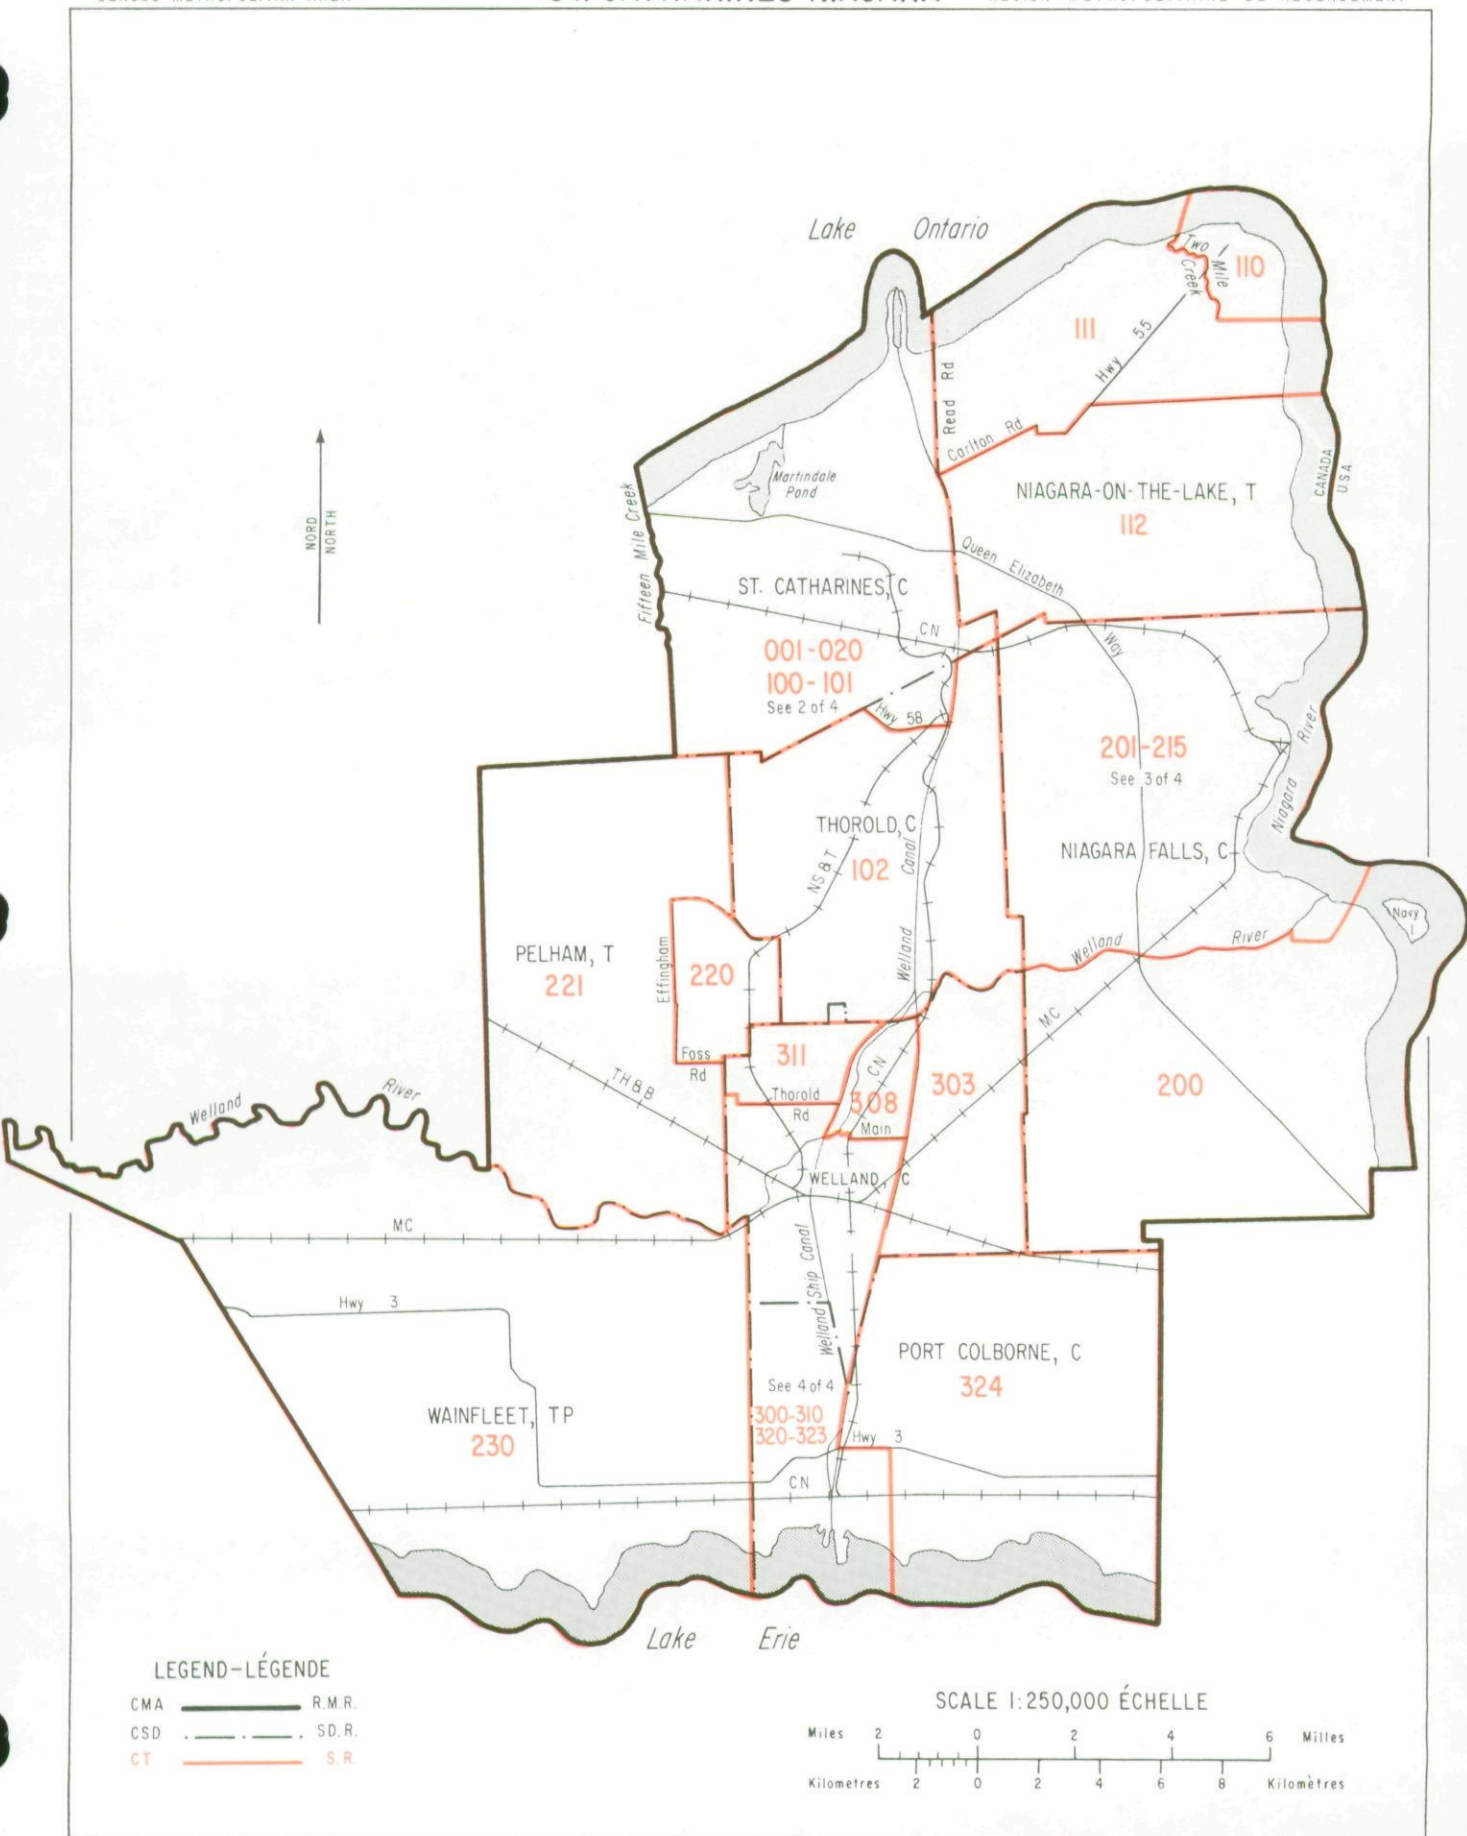 Lake Ontario
Two Mile Creek
110
111
Hwy 55
Read Rd
Carlton Rd
Martindale
Pond
NIAGARA-ON-THE-LAKE, T
112
CANADA
U.S.A.
NORD
NORTH
Fifteen Mile Creek
Queen Elizabeth Way
ST. CATHARINES, C
CN
001-020
100-101
See 2 of 4
Hwy 58
201-215
See 3 of 4
Niagara River
THOROLD, C
102
NS&T
Welland Canal
NIAGARA FALLS, C
Navy
I
PELHAM, T
221
Effingham
220
Welland River
MC
Foss
Rd
311
CN
303
200
TH&B
Thorold
Rd
308
Main
Welland River
WELLAND, C
MC
Welland Ship Canal
Hwy 3
PORT COLBORNE, C
324
See 4 of 4
300-310
320-323
WAINFLEET, TP
230
Hwy 3
CN
Lake Erie
LEGEND-LÉGENDE
CMA R.M.R.
CSD SD.R.
CT S.R.
SCALE 1:250,000 ÉCHELLE
Miles 2 0 2 4 6 Milles
Kilometres 2 0 2 4 6 8 Kilomètres